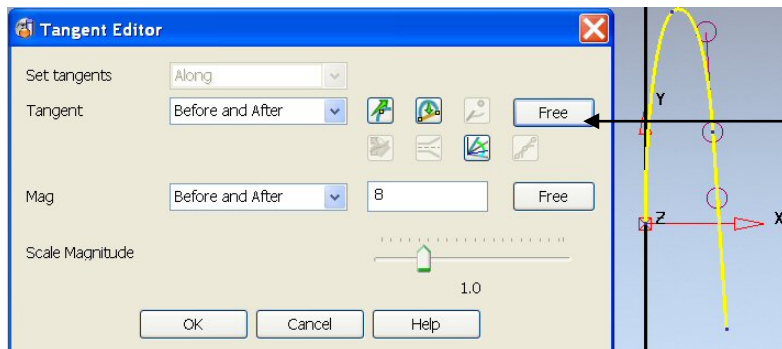 Tangent Editor
Set tangents Along
Tangent Before and After Free
Mag Before and After 8 Free
Scale Magnitude
1.0
OK Cancel Help
Y
Z X